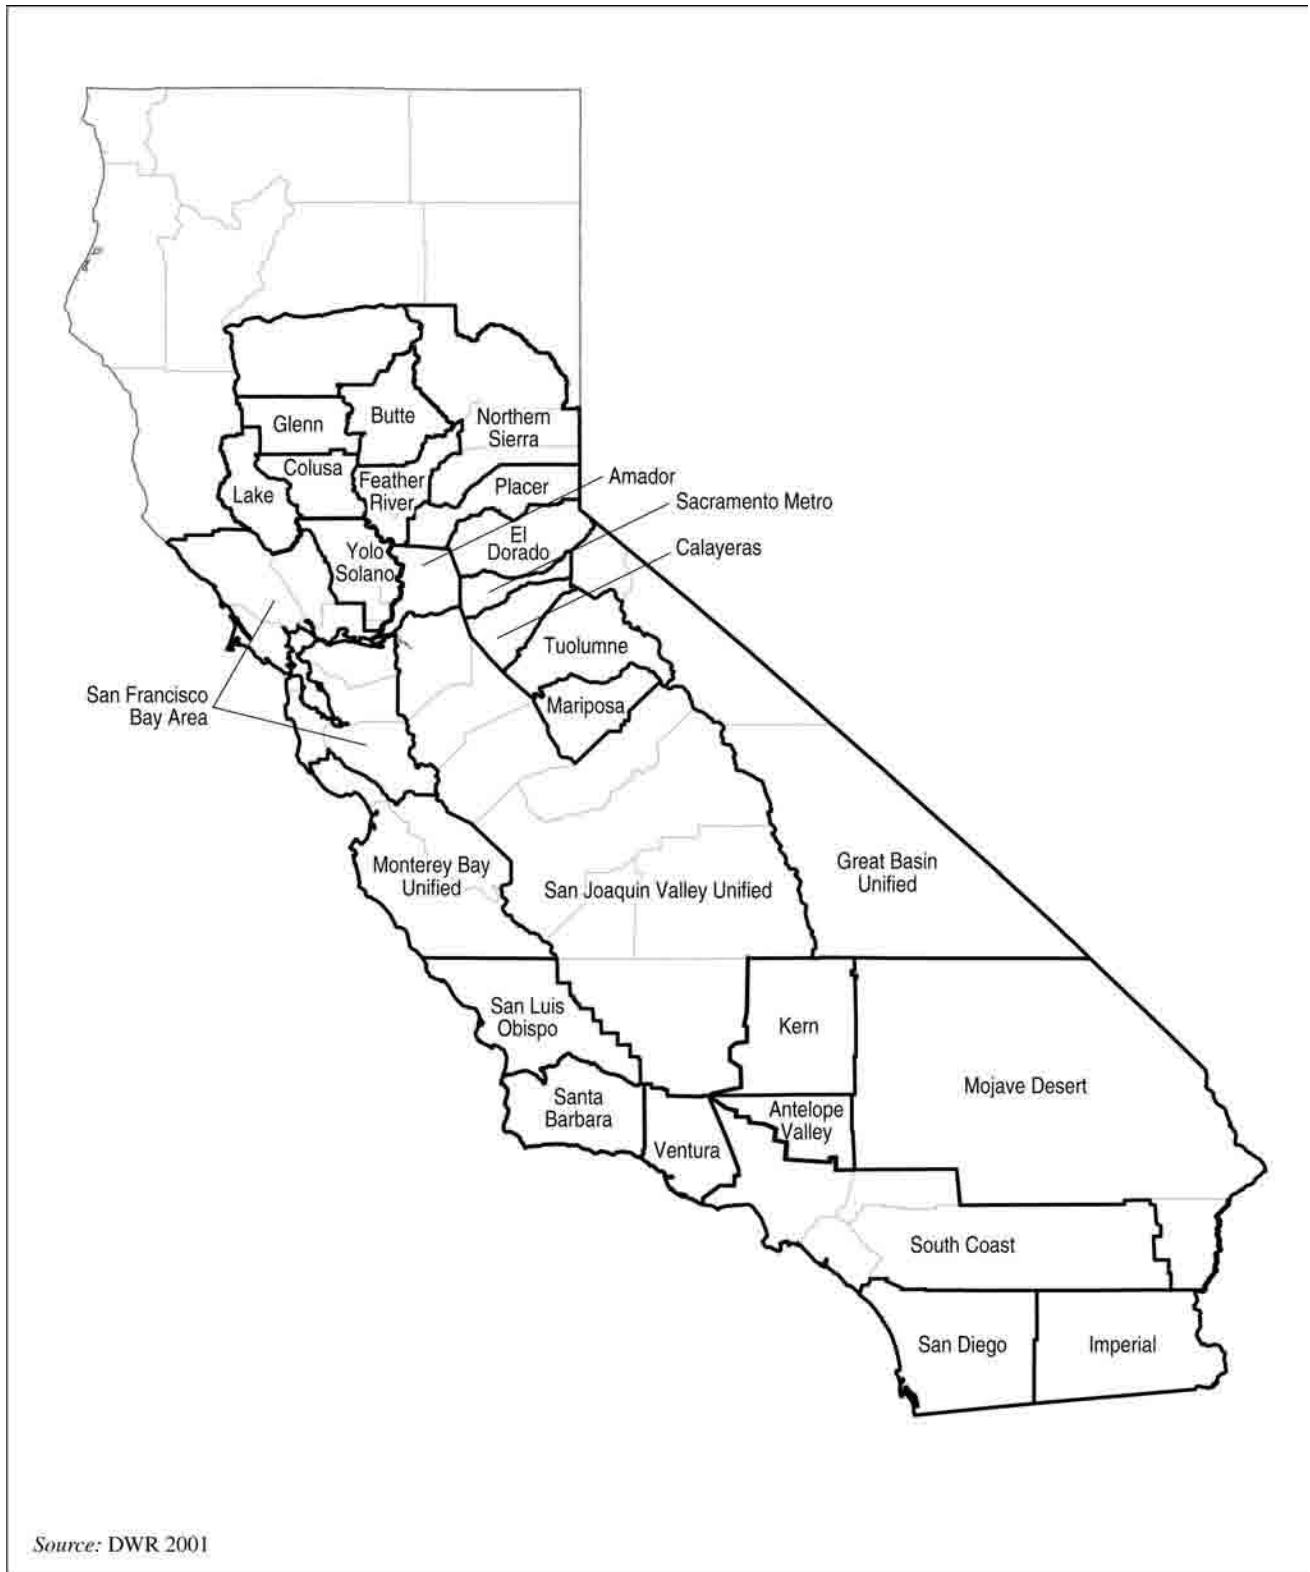 Glenn
Butte
Northern
Sierra
Colusa
Lake
Feather
River
Placer
Amador
Sacramento Metro
Calayeras
El
Dorado
Yolo
Solano
Tuolumne
Mariposa
San Francisco
Bay Area
Monterey Bay
Unified
San Joaquin Valley Unified
Great Basin
Unified
San Luis
Obispo
Kern
Mojave Desert
Santa
Barbara
Antelope
Valley
Ventura
South Coast
San Diego
Imperial
Source: DWR 2001